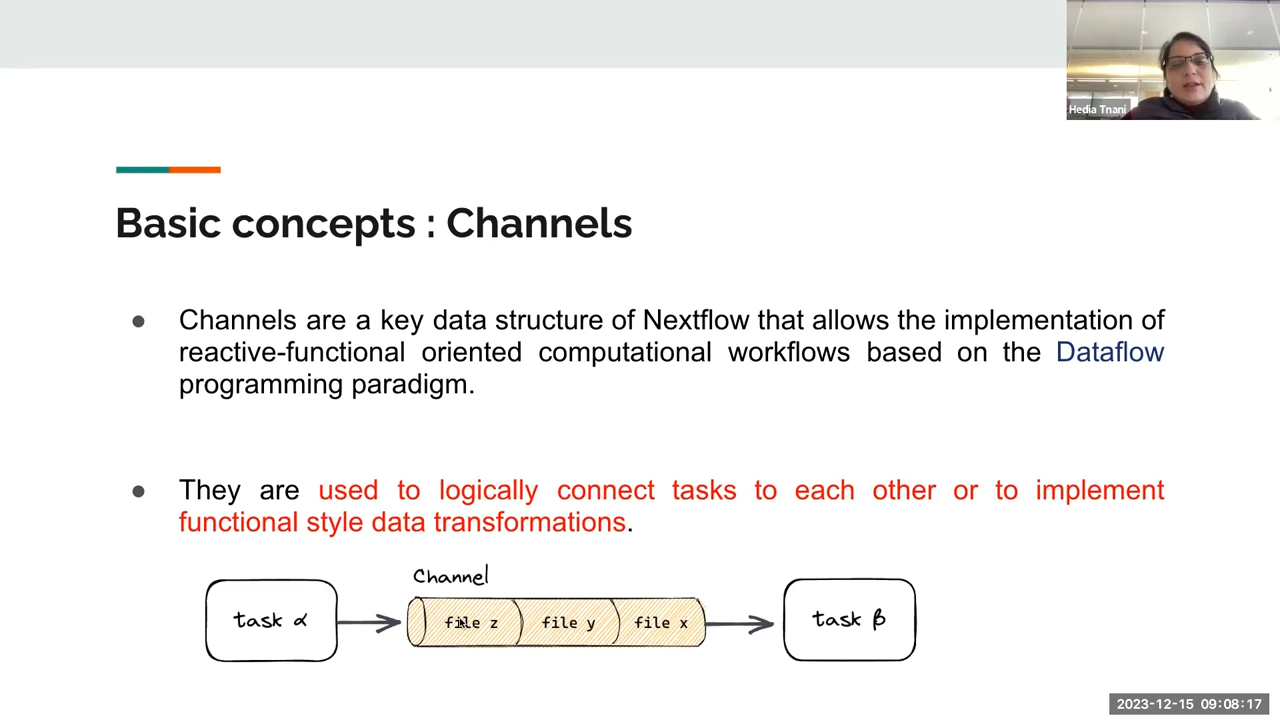 Hedia Tnani
Basic concepts : Channels
● Channels are a key data structure of Nextflow that allows the implementation of
reactive-functional oriented computational workflows based on the Dataflow
programming paradigm.
● They are used to logically connect tasks to each other or to implement
functional style data transformations.
Channel
task α file z file y file x task β
2023-12-15 09:08:17